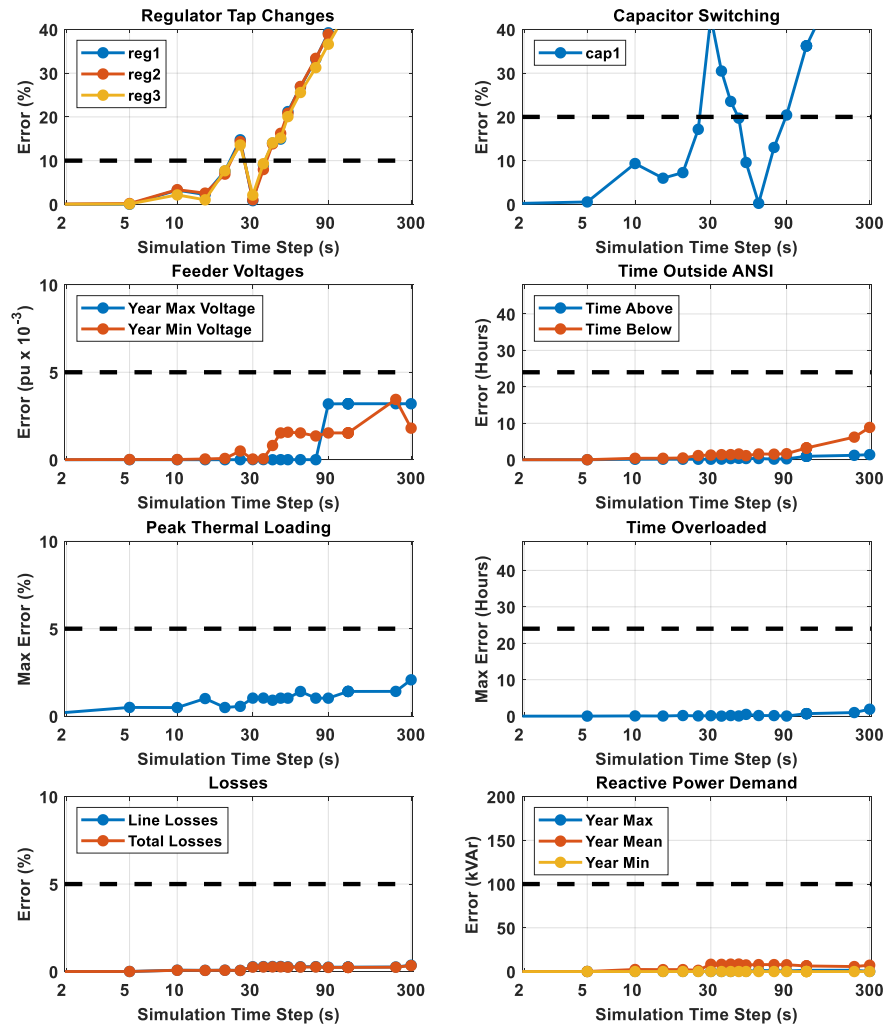 Regulator Tap Changes
Error (%)
40
30
20
10
0
reg1
reg2
reg3
2 5 10 30 90 300
Simulation Time Step (s)
Capacitor Switching
Error (%)
40
30
20
10
0
cap1
2 5 10 30 90 300
Simulation Time Step (s)
Feeder Voltages
Error (pu x 10-3)
10
5
0
Year Max Voltage
Year Min Voltage
2 5 10 30 90 300
Simulation Time Step (s)
Time Outside ANSI
Error (Hours)
40
30
20
10
0
Time Above
Time Below
2 5 10 30 90 300
Simulation Time Step (s)
Peak Thermal Loading
Max Error (%)
10
5
0
2 5 10 30 90 300
Simulation Time Step (s)
Time Overloaded
Max Error (Hours)
40
30
20
10
0
2 5 10 30 90 300
Simulation Time Step (s)
Losses
Error (%)
10
5
0
Line Losses
Total Losses
2 5 10 30 90 300
Simulation Time Step (s)
Reactive Power Demand
Error (kVAr)
200
150
100
50
0
Year Max
Year Mean
Year Min
2 5 10 30 90 300
Simulation Time Step (s)